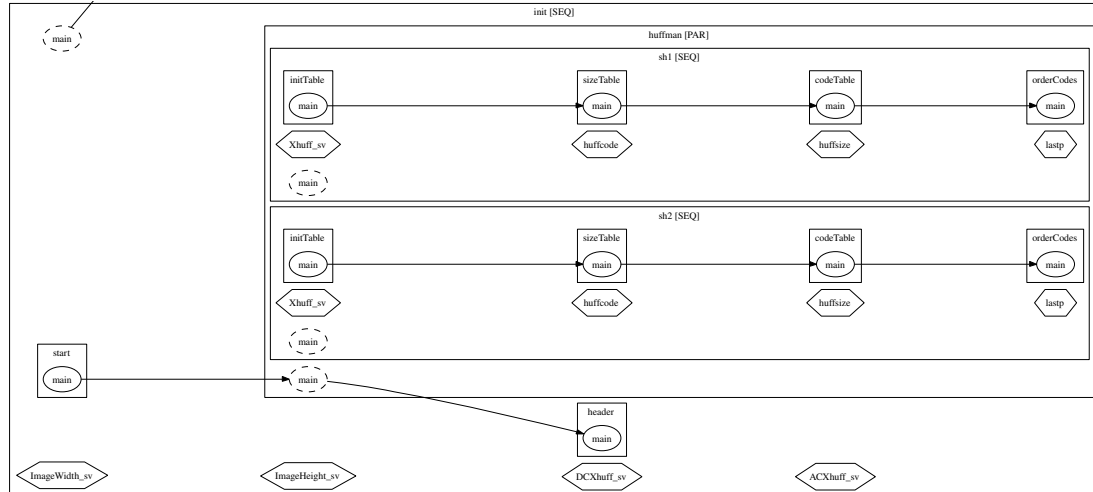 init [SEQ]
main
huffman [PAR]
sh1 [SEQ]
initTable
sizeTable
codeTable
orderCodes
main
main
main
main
Xhuff_sv
huffcode
huffsize
lastp
main
sh2 [SEQ]
initTable
sizeTable
codeTable
orderCodes
main
main
main
main
Xhuff_sv
huffcode
huffsize
lastp
main
start
main
main
header
main
ImageWidth_sv
ImageHeight_sv
DCXhuff_sv
ACXhuff_sv